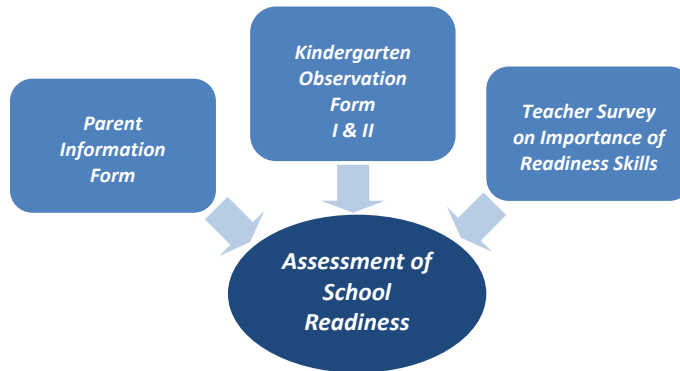 Parent
Information
Form
Kindergarten
Observation
Form
I & II
Teacher Survey
on Importance of
Readiness Skills
Assessment of
School
Readiness